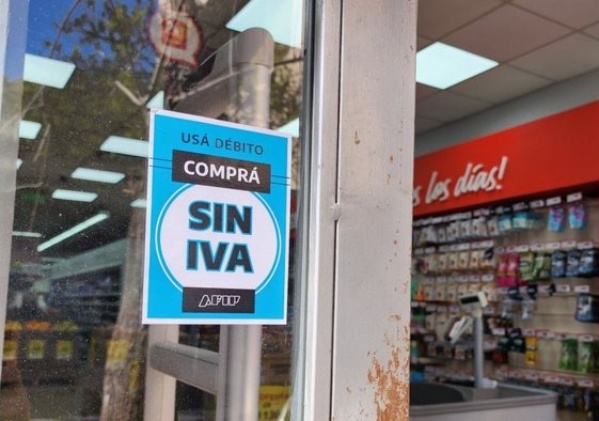 USÁ DÉBITO
COMPRÁ
SIN
IVA
AFIP
los días!